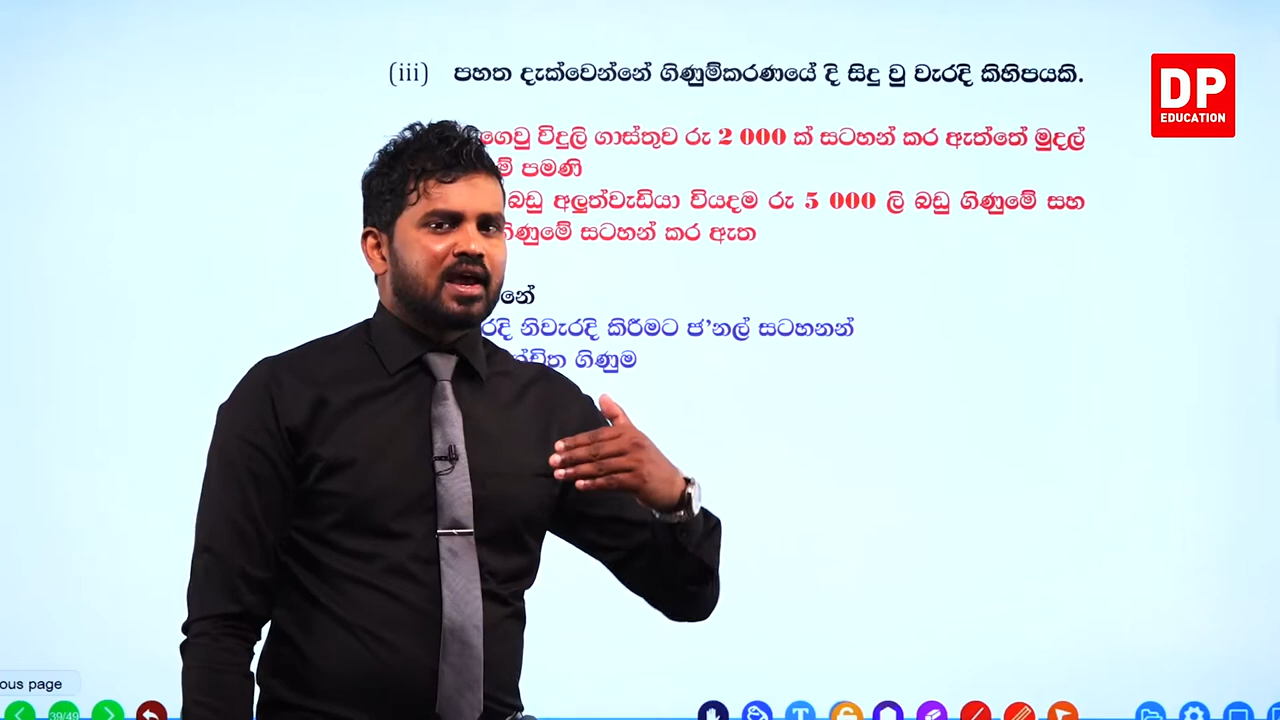 (iii) පහත දැක්වෙන්නේ ගිණුම්කරණයේ දි සිදු වු වැරදි කිහිපයකි.
DP
EDUCATION
ගෙවු විදුලි ගාස්තුව රු 2 000 ක් සටහන් කර ඇත්තේ මුදල්
පමණි
බඩු අලුත්වැඩියා වියදම රු 5 000 ලි බඩු ගිණුමේ සහ
ගිණුමේ සටහන් කර ඇත
නිවැරදි කිරීමට ජ’නල් සටහනන්
ගිණුම
ous page
39/49